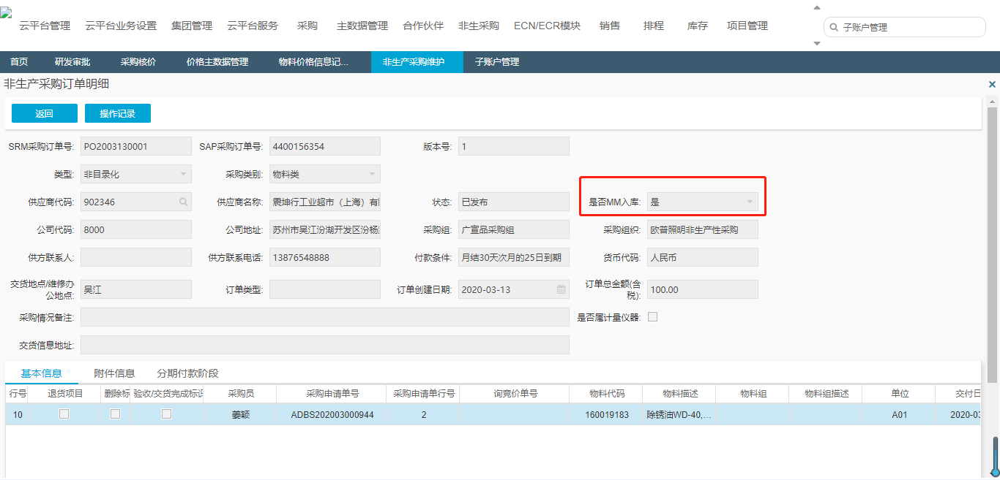 云平台管理 云平台业务设置 集团管理 云平台服务 采购 主数据管理 合作伙伴 非生采购 ECN/ECR模块 销售 排程 库存 项目管理 子账户管理
首页 研发审批 采购核价 价格主数据管理 物料价格信息记... 非生产采购维护 子账户管理
非生产采购订单明细
返回 操作记录
SRM采购订单号: PO2003130001 SAP采购订单号: 4400156354 版本号: 1
类型: 非目录化 采购类别: 物料类
供应商代码: 902346 供应商名称: 震坤行工业超市（上海）有 状态: 已发布 是否MM入库: 是
公司代码: 8000 公司地址: 苏州市吴江汾湖开发区汾杨 采购组: 广宣品采购组 采购组织: 欧普照明非生产性采购
供方联系人: 供方联系电话: 13876548888 付款条件: 月结30天次月的25日到期 货币代码: 人民币
交货地点/维修办公地点: 吴江 订单类型: 订单创建日期: 2020-03-13 订单总金额(含税): 100.00
采购情况备注: 是否属计量仪器:
交货信息地址:
基本信息 附件信息 分期付款阶段
行号 退货项目 删除标 验收/交货完成标识 采购员 采购申请单号 采购申请单行号 询竞价单号 物料代码 物料描述 物料组 物料组描述 单位 交付日
10 姜颖 ADBS202003000944 2 160019183 除锈油WD-40,... A01 2020-03